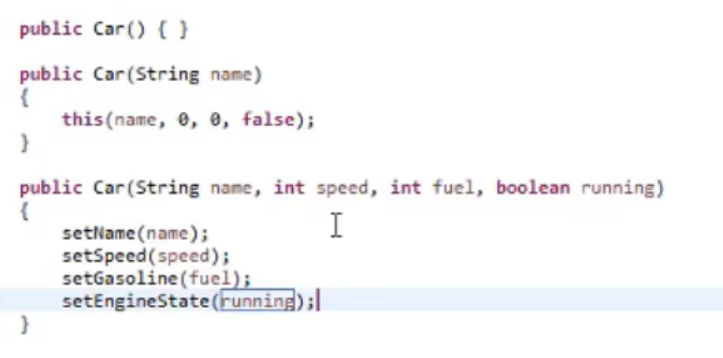 public Car() { }
public Car(String name)
{
this(name, 0, 0, false);
}
public Car(String name, int speed, int fuel, boolean running)
{
setName(name);
setSpeed(speed);
setGasoline(fuel);
setEngineState(running);
}